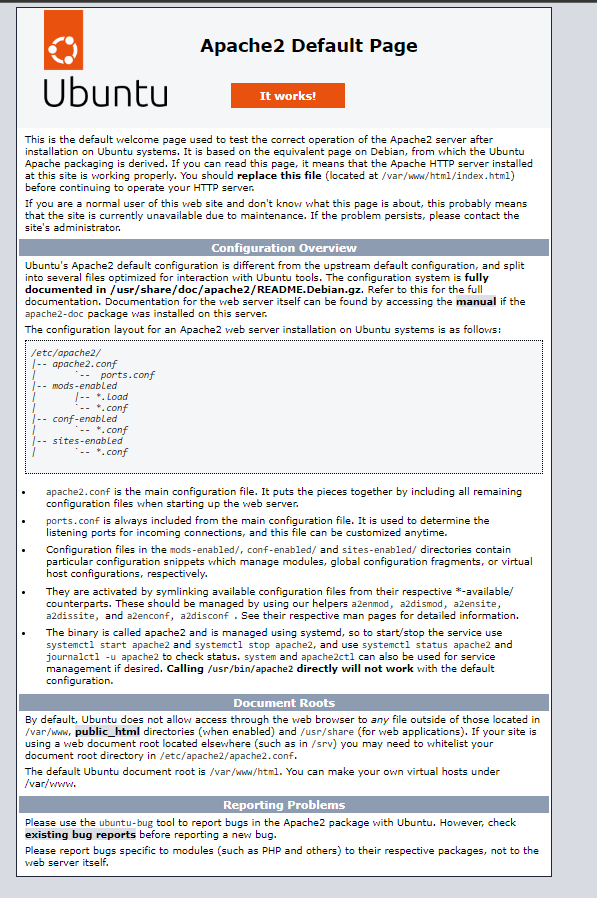 Ubuntu
Apache2 Default Page
It works!
This is the default welcome page used to test the correct operation of the Apache2 server after
installation on Ubuntu systems. It is based on the equivalent page on Debian, from which the Ubuntu
Apache packaging is derived. If you can read this page, it means that the Apache HTTP server installed
at this site is working properly. You should replace this file (located at /var/www/html/index.html)
before continuing to operate your HTTP server.
If you are a normal user of this web site and don't know what this page is about, this probably means
that the site is currently unavailable due to maintenance. If the problem persists, please contact the
site's administrator.
Configuration Overview
Ubuntu's Apache2 default configuration is different from the upstream default configuration, and split
into several files optimized for interaction with Ubuntu tools. The configuration system is fully
documented in /usr/share/doc/apache2/README.Debian.gz. Refer to this for the full
documentation. Documentation for the web server itself can be found by accessing the manual if the
apache2-doc package was installed on this server.
The configuration layout for an Apache2 web server installation on Ubuntu systems is as follows:
/etc/apache2/
|-- apache2.conf
|       `--  ports.conf
|-- mods-enabled
|       |-- *.load
|       `-- *.conf
|-- conf-enabled
|       `-- *.conf
|-- sites-enabled
|       `-- *.conf
• apache2.conf is the main configuration file. It puts the pieces together by including all remaining
configuration files when starting up the web server.
• ports.conf is always included from the main configuration file. It is used to determine the
listening ports for incoming connections, and this file can be customized anytime.
• Configuration files in the mods-enabled/, conf-enabled/ and sites-enabled/ directories contain
particular configuration snippets which manage modules, global configuration fragments, or virtual
host configurations, respectively.
• They are activated by symlinking available configuration files from their respective *-available/
counterparts. These should be managed by using our helpers a2enmod, a2dismod, a2ensite,
a2dissite, and a2enconf, a2disconf . See their respective man pages for detailed information.
• The binary is called apache2 and is managed using systemd, so to start/stop the service use
systemctl start apache2 and systemctl stop apache2, and use systemctl status apache2 and
journalctl -u apache2 to check status. system and apache2ctl can also be used for service
management if desired. Calling /usr/bin/apache2 directly will not work with the default
configuration.
Document Roots
By default, Ubuntu does not allow access through the web browser to any file outside of those located in
/var/www, public_html directories (when enabled) and /usr/share (for web applications). If your site is
using a web document root located elsewhere (such as in /srv) you may need to whitelist your
document root directory in /etc/apache2/apache2.conf.
The default Ubuntu document root is /var/www/html. You can make your own virtual hosts under
/var/www.
Reporting Problems
Please use the ubuntu-bug tool to report bugs in the Apache2 package with Ubuntu. However, check
existing bug reports before reporting a new bug.
Please report bugs specific to modules (such as PHP and others) to their respective packages, not to the
web server itself.